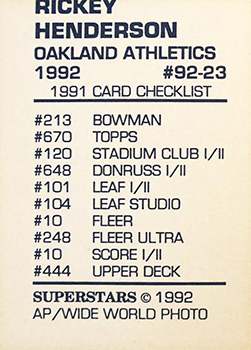 RICKEY
HENDERSON
OAKLAND ATHLETICS
1992 #92-23
1991 CARD CHECKLIST
#213 BOWMAN
#670 TOPPS
#120 STADIUM CLUB I/II
#648 DONRUSS I/II
#101 LEAF I/II
#104 LEAF STUDIO
#10 FLEER
#248 FLEER ULTRA
#10 SCORE I/II
#444 UPPER DECK
SUPERSTARS © 1992
AP/WIDE WORLD PHOTO